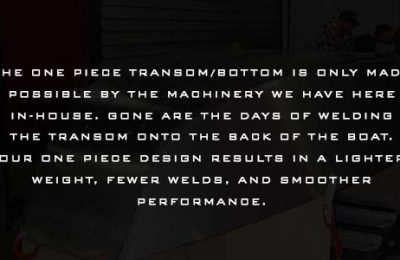 HE ONE PIECE TRANSOM/BOTTOM IS ONLY MAD
POSSIBLE BY THE MACHINERY WE HAVE HERE
IN-HOUSE. GONE ARE THE DAYS OF WELDING
THE TRANSOM ONTO THE BACK OF THE BOAT.
OUR ONE PIECE DESIGN RESULTS IN A LIGHTER
WEIGHT, FEWER WELDS, AND SMOOTHER
PERFORMANCE.